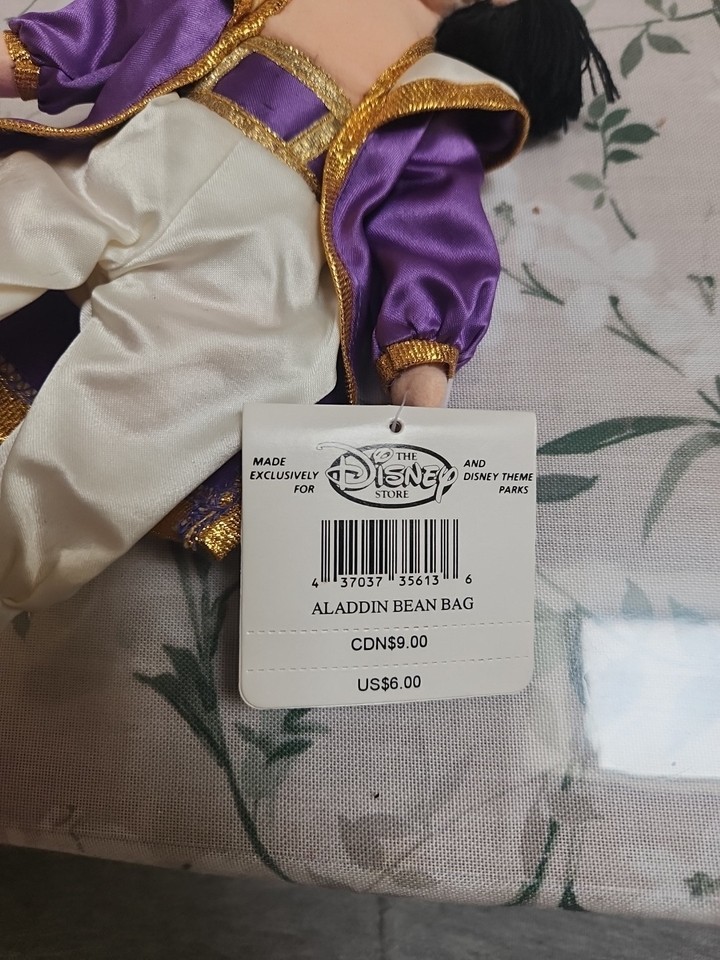 MADE
EXCLUSIVELY
FOR
THE
DISNEY
STORE
AND
DISNEY THEME
PARKS
4 37037 35613 6
ALADDIN BEAN BAG
CDN$9.00
US$6.00